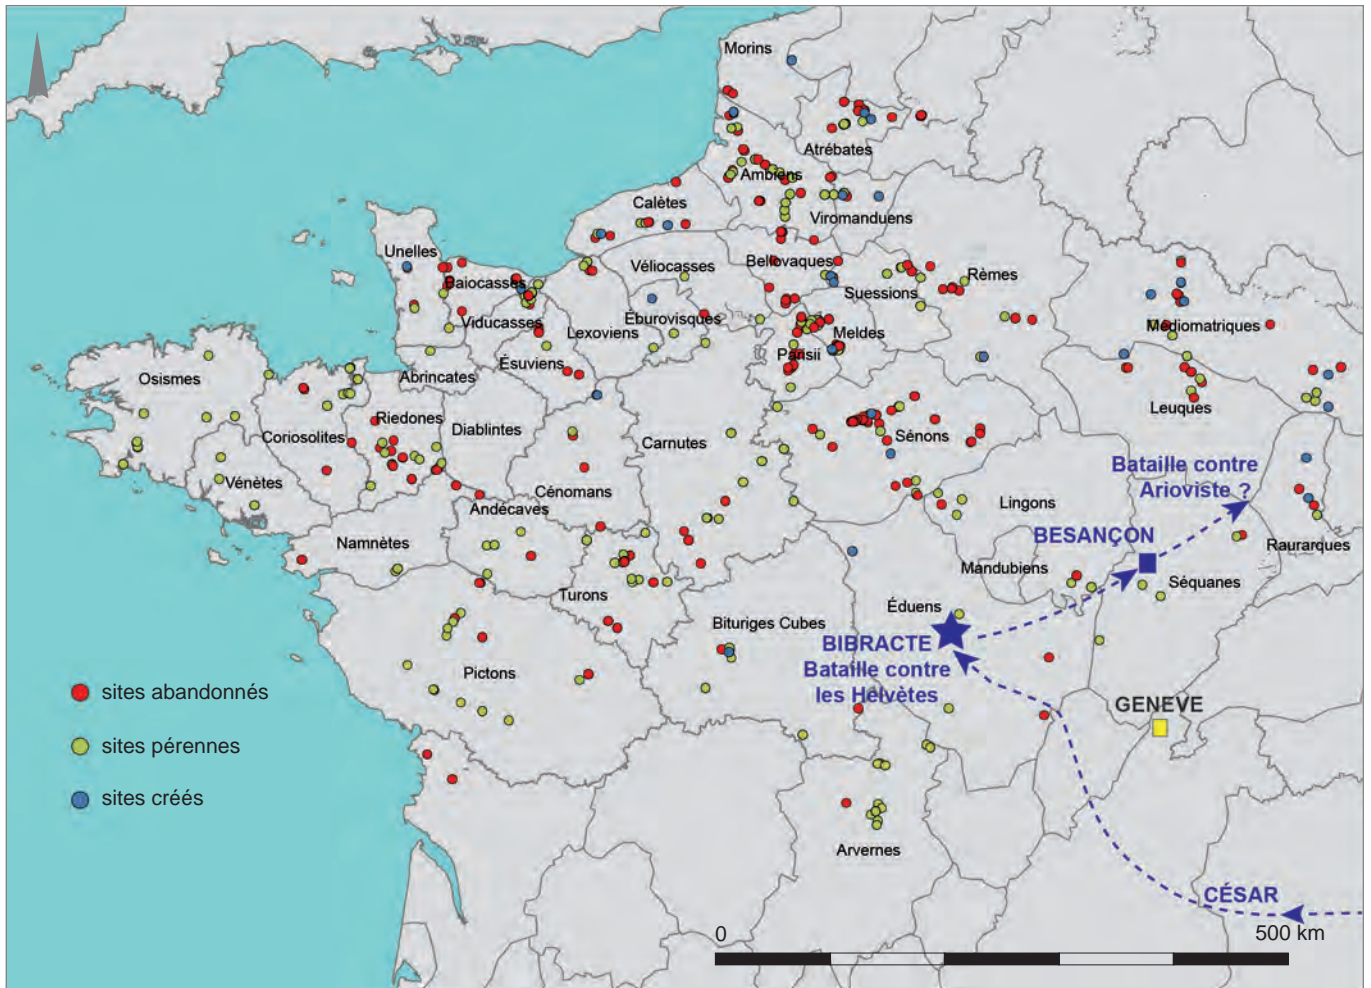 Morins
Atrébates
Ambiens
Calètes
Viromanduens
Unelles
Baiocasses
Véliocasses
Bellovaques
Suessions
Rèmes
Viducasses
Lexoviens
Éburovisques
Meldes
Médiomatriques
Osismes
Abrincates
Ésuviens
Parisii
Leuques
Coriosolites
Riedones
Diablintes
Carnutes
Sénons
Vénètes
Cénomans
Andécaves
Lingons
Bataille contre
Arioviste ?
Namnètes
BESANÇON
Raurarques
Mandubiens
Séquanes
Turons
Bituriges Cubes
Éduens
BIBRACTE
Bataille contre
les Helvètes
Pictons
GENEVE
sites abandonnés
sites pérennes
sites créés
Arvernes
CÉSAR
0
500 km